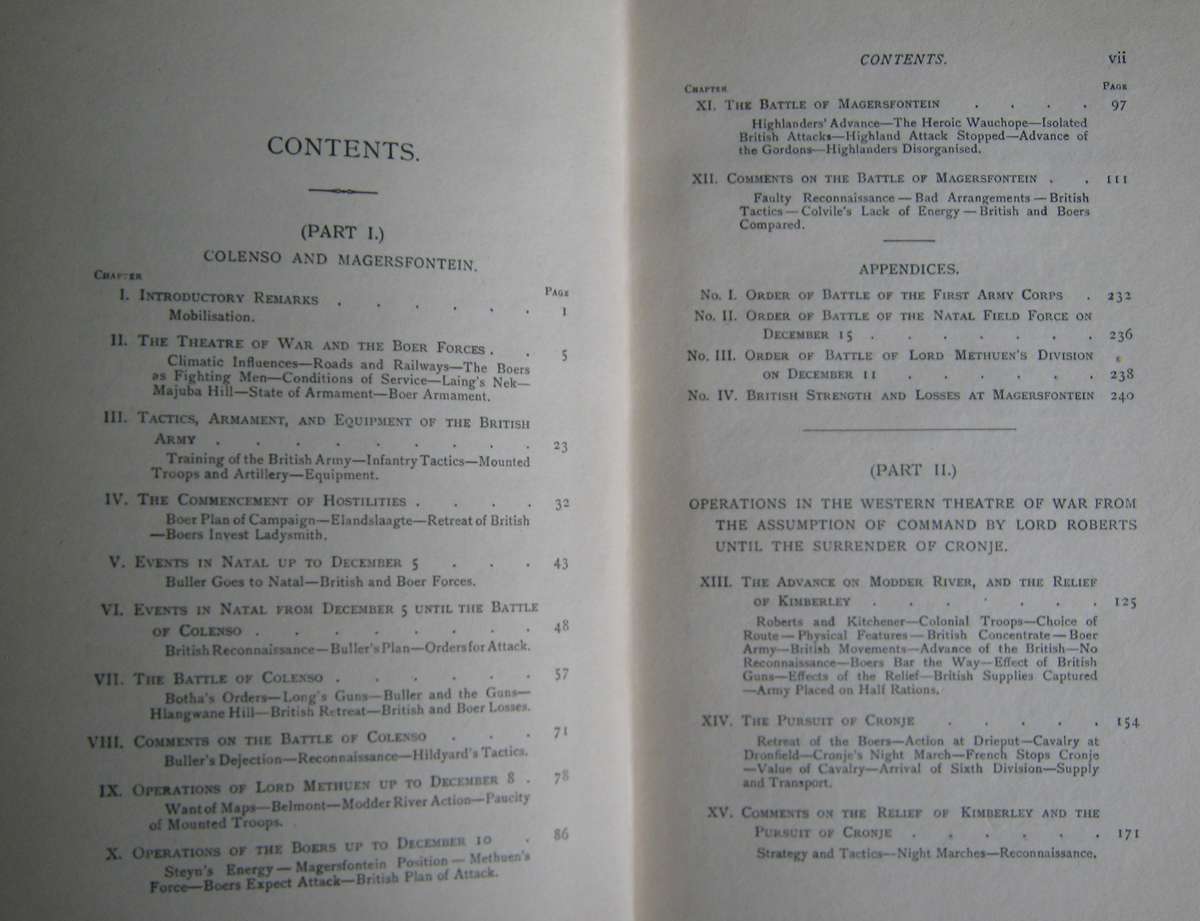 CONTENTS.
(PART I.)
COLENSO AND MAGERSFONTEIN.
CHAPTER PAGE
I. INTRODUCTORY REMARKS . . . . . 1
Mobilisation.
II. THE THEATRE OF WAR AND THE BOER FORCES . . 5
Climatic Influences—Roads and Railways—The Boers
as Fighting Men—Conditions of Service—Laing's Nek—
Majuba Hill—State of Armament—Boer Armament.
III. TACTICS, ARMAMENT, AND EQUIPMENT OF THE BRITISH
ARMY . . . . . . . . . 23
Training of the British Army—Infantry Tactics—Mounted
Troops and Artillery—Equipment.
IV. THE COMMENCEMENT OF HOSTILITIES . . . . 32
Boer Plan of Campaign—Elandslaagte—Retreat of British
—Boers Invest Ladysmith.
V. EVENTS IN NATAL UP TO DECEMBER 5 . . . 43
Buller Goes to Natal—British and Boer Forces.
VI. EVENTS IN NATAL FROM DECEMBER 5 UNTIL THE BATTLE
OF COLENSO . . . . . . . . 48
British Reconnaissance—Buller's Plan—Orders for Attack.
VII. THE BATTLE OF COLENSO . . . . . . 57
Botha's Orders—Long's Guns—Buller and the Guns—
Hlangwane Hill—British Retreat—British and Boer Losses.
VIII. COMMENTS ON THE BATTLE OF COLENSO . . . 71
Buller's Dejection—Reconnaissance—Hildyard's Tactics.
IX. OPERATIONS OF LORD METHUEN UP TO DECEMBER 8 . 78
Want of Maps—Belmont—Modder River Action—Paucity
of Mounted Troops.
X. OPERATIONS OF THE BOERS UP TO DECEMBER 10 . 86
Steyn's Energy—Magersfontein Position—Methuen's
Force—Boers Expect Attack—British Plan of Attack.
CONTENTS. vii
CHAPTER PAGE
XI. THE BATTLE OF MAGERSFONTEIN . . . . 97
Highlanders' Advance—The Heroic Wauchope—Isolated
British Attacks—Highland Attack Stopped—Advance of
the Gordons—Highlanders Disorganised.
XII. COMMENTS ON THE BATTLE OF MAGERSFONTEIN . . 111
Faulty Reconnaissance—Bad Arrangements—British
Tactics—Colvile's Lack of Energy—British and Boers
Compared.
APPENDICES.
No. I. ORDER OF BATTLE OF THE FIRST ARMY CORPS . 232
No. II. ORDER OF BATTLE OF THE NATAL FIELD FORCE ON
DECEMBER 15 . . . . . . 236
No. III. ORDER OF BATTLE OF LORD METHUEN'S DIVISION
ON DECEMBER 11 . . . . . . 238
No. IV. BRITISH STRENGTH AND LOSSES AT MAGERSFONTEIN 240
(PART II.)
OPERATIONS IN THE WESTERN THEATRE OF WAR FROM
THE ASSUMPTION OF COMMAND BY LORD ROBERTS
UNTIL THE SURRENDER OF CRONJE.
XIII. THE ADVANCE ON MODDER RIVER, AND THE RELIEF
OF KIMBERLEY . . . . . . . 125
Roberts and Kitchener—Colonial Troops—Choice of
Route—Physical Features—British Concentrate—Boer
Army—British Movements—Advance of the British—No
Reconnaissance—Boers Bar the Way—Effect of British
Guns—Effects of the Relief—British Supplies Captured
—Army Placed on Half Rations.
XIV. THE PURSUIT OF CRONJE . . . . . 154
Retreat of the Boers—Action at Drieput—Cavalry at
Dronfield—Cronje's Night March—French Stops Cronje
—Value of Cavalry—Arrival of Sixth Division—Supply
and Transport.
XV. COMMENTS ON THE RELIEF OF KIMBERLEY AND THE
PURSUIT OF CRONJE . . . . . . 171
Strategy and Tactics—Night Marches—Reconnaissance.